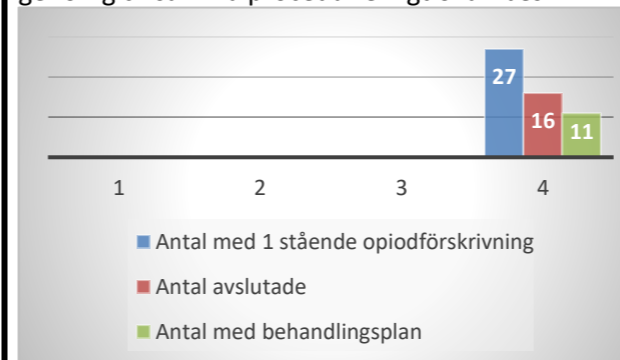 27
16
11
1 2 3 4
Antal med 1 stående opiodförskrivning
Antal avslutade
Antal med behandlingsplan